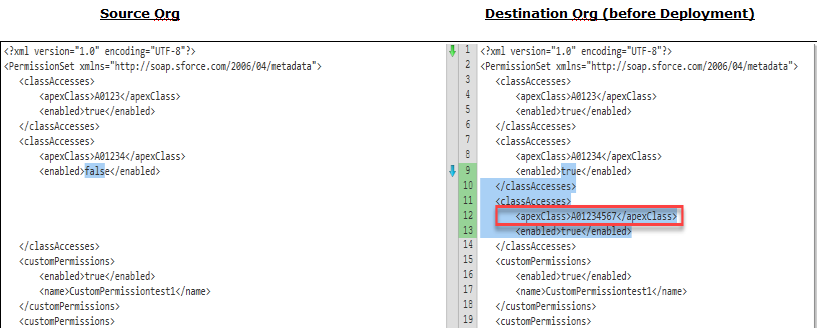 Source Org
<?xml version="1.0" encoding="UTF-8"?>
<PermissionSet xmlns="http://soap.sforce.com/2006/04/metadata">
<classAccesses>
<apexClass>A0123</apexClass>
<enabled>true</enabled>
</classAccesses>
<classAccesses>
<apexClass>A01234</apexClass>
<enabled>false</enabled>
</classAccesses>
<customPermissions>
<enabled>true</enabled>
<name>CustomPermissiontest1</name>
</customPermissions>
<customPermissions>
Destination Org (before Deployment)
1 <?xml version="1.0" encoding="UTF-8"?>
2 <PermissionSet xmlns="http://soap.sforce.com/2006/04/metadata">
3 <classAccesses>
4 <apexClass>A0123</apexClass>
5 <enabled>true</enabled>
6 </classAccesses>
7 <classAccesses>
8 <apexClass>A01234</apexClass>
9 <enabled>true</enabled>
10 </classAccesses>
11 <classAccesses>
12 <apexClass>A01234567</apexClass>
13 <enabled>true</enabled>
14 </classAccesses>
15 <customPermissions>
16 <enabled>true</enabled>
17 <name>CustomPermissiontest1</name>
18 </customPermissions>
19 <customPermissions>